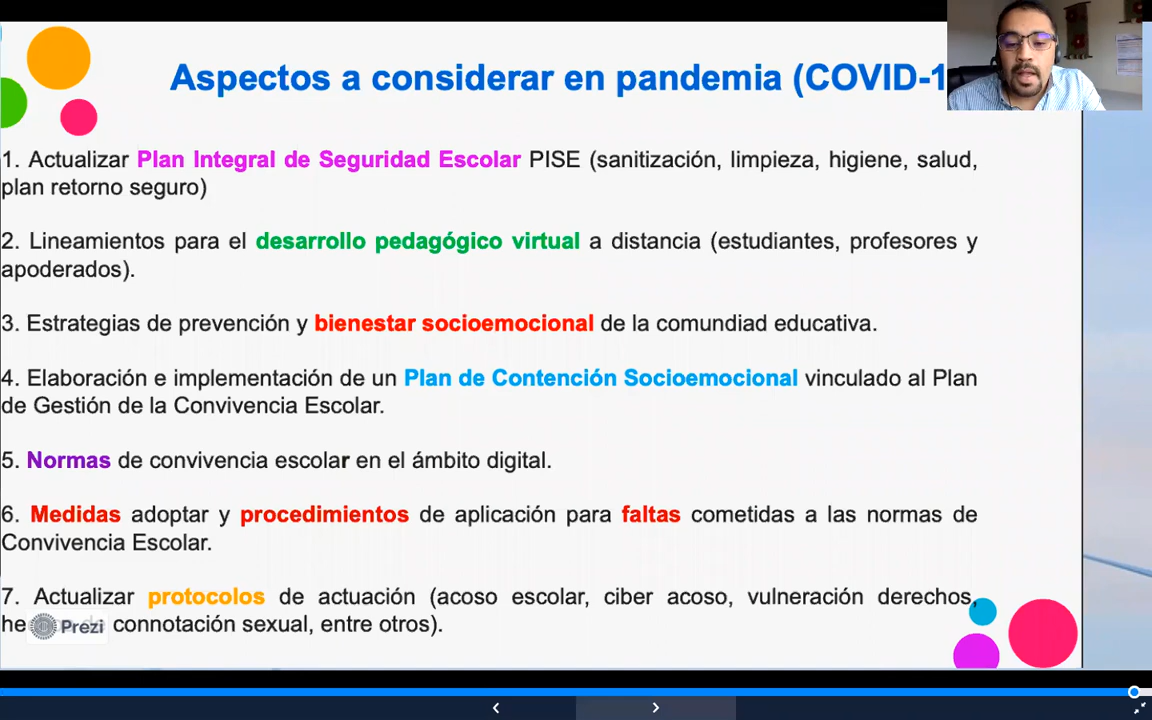 Aspectos a considerar en pandemia (COVID-1
1. Actualizar Plan Integral de Seguridad Escolar PISE (sanitización, limpieza, higiene, salud,
plan retorno seguro)
2. Lineamientos para el desarrollo pedagógico virtual a distancia (estudiantes, profesores y
apoderados).
3. Estrategias de prevención y bienestar socioemocional de la comundiad educativa.
4. Elaboración e implementación de un Plan de Contención Socioemocional vinculado al Plan
de Gestión de la Convivencia Escolar.
5. Normas de convivencia escolar en el ámbito digital.
6. Medidas adoptar y procedimientos de aplicación para faltas cometidas a las normas de
Convivencia Escolar.
7. Actualizar protocolos de actuación (acoso escolar, ciber acoso, vulneración derechos,
he de connotación sexual, entre otros).
Prezi